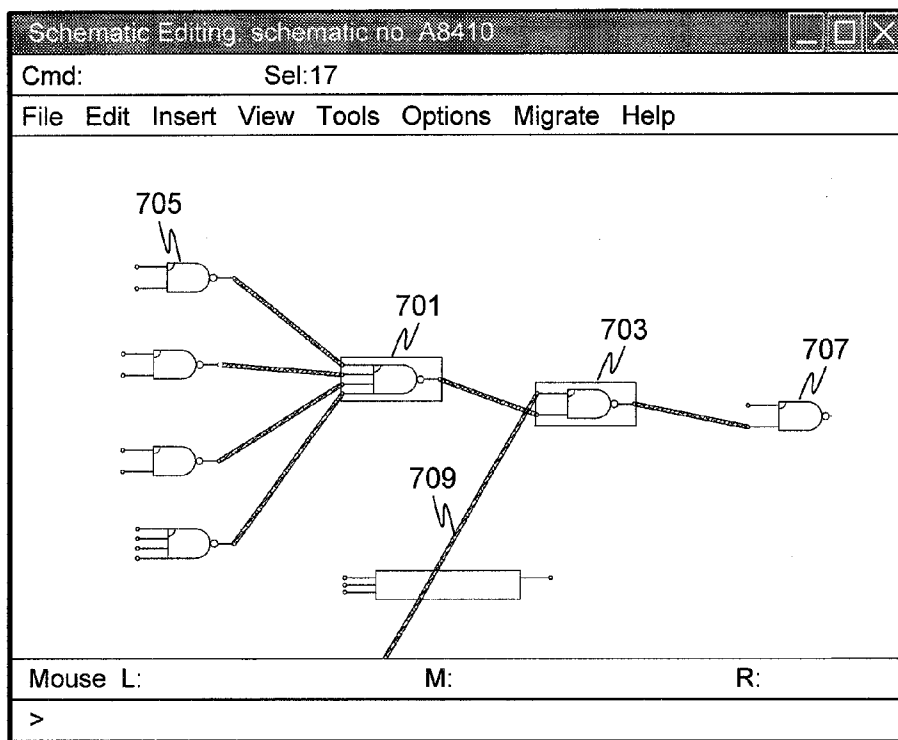 Schematic Editing: schematic no. A8410
Cmd: Sel:17
File Edit Insert View Tools Options Migrate Help
705
701
703
707
709
Mouse L: M: R:
>